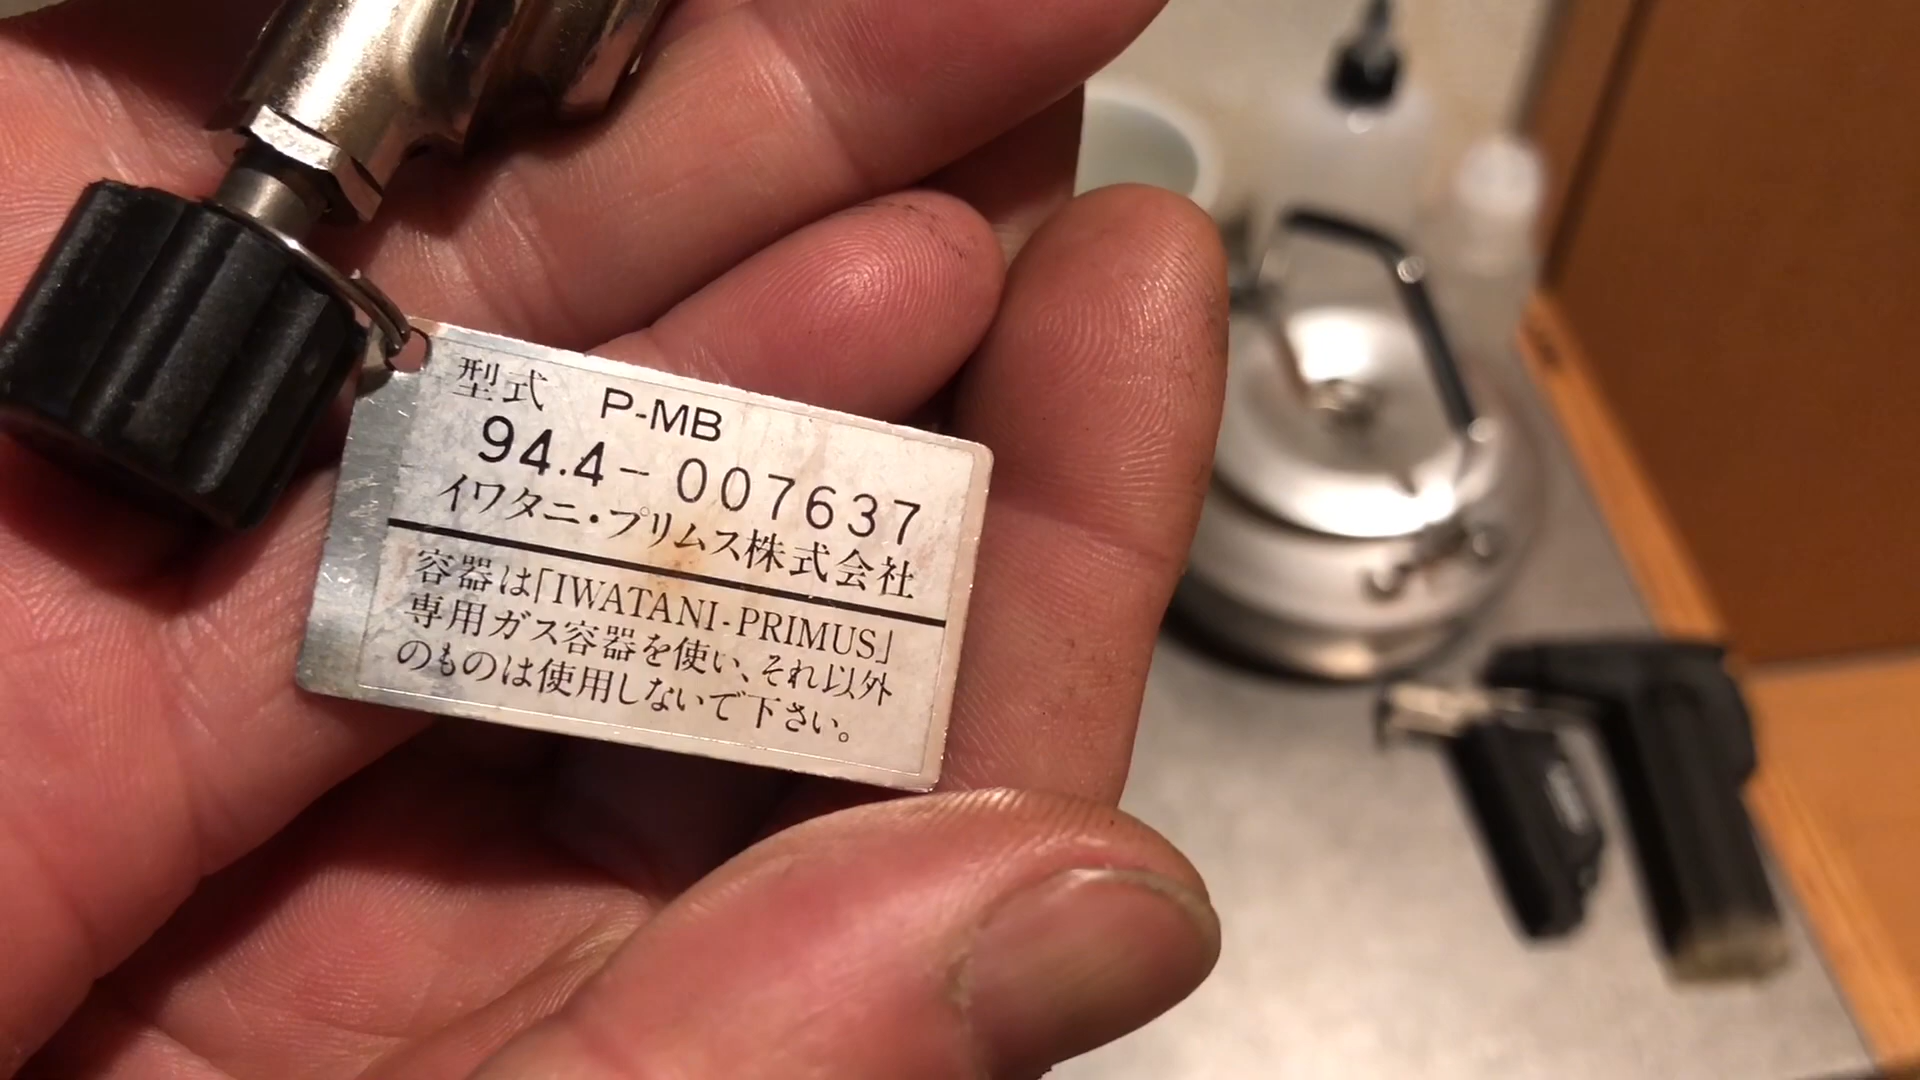 型式 P-MB
94.4-007637
イワタニ・プリムス株式会社
容器は「IWATANI-PRIMUS」
専用ガス容器を使い、それ以外
のものは使用しないで下さい。